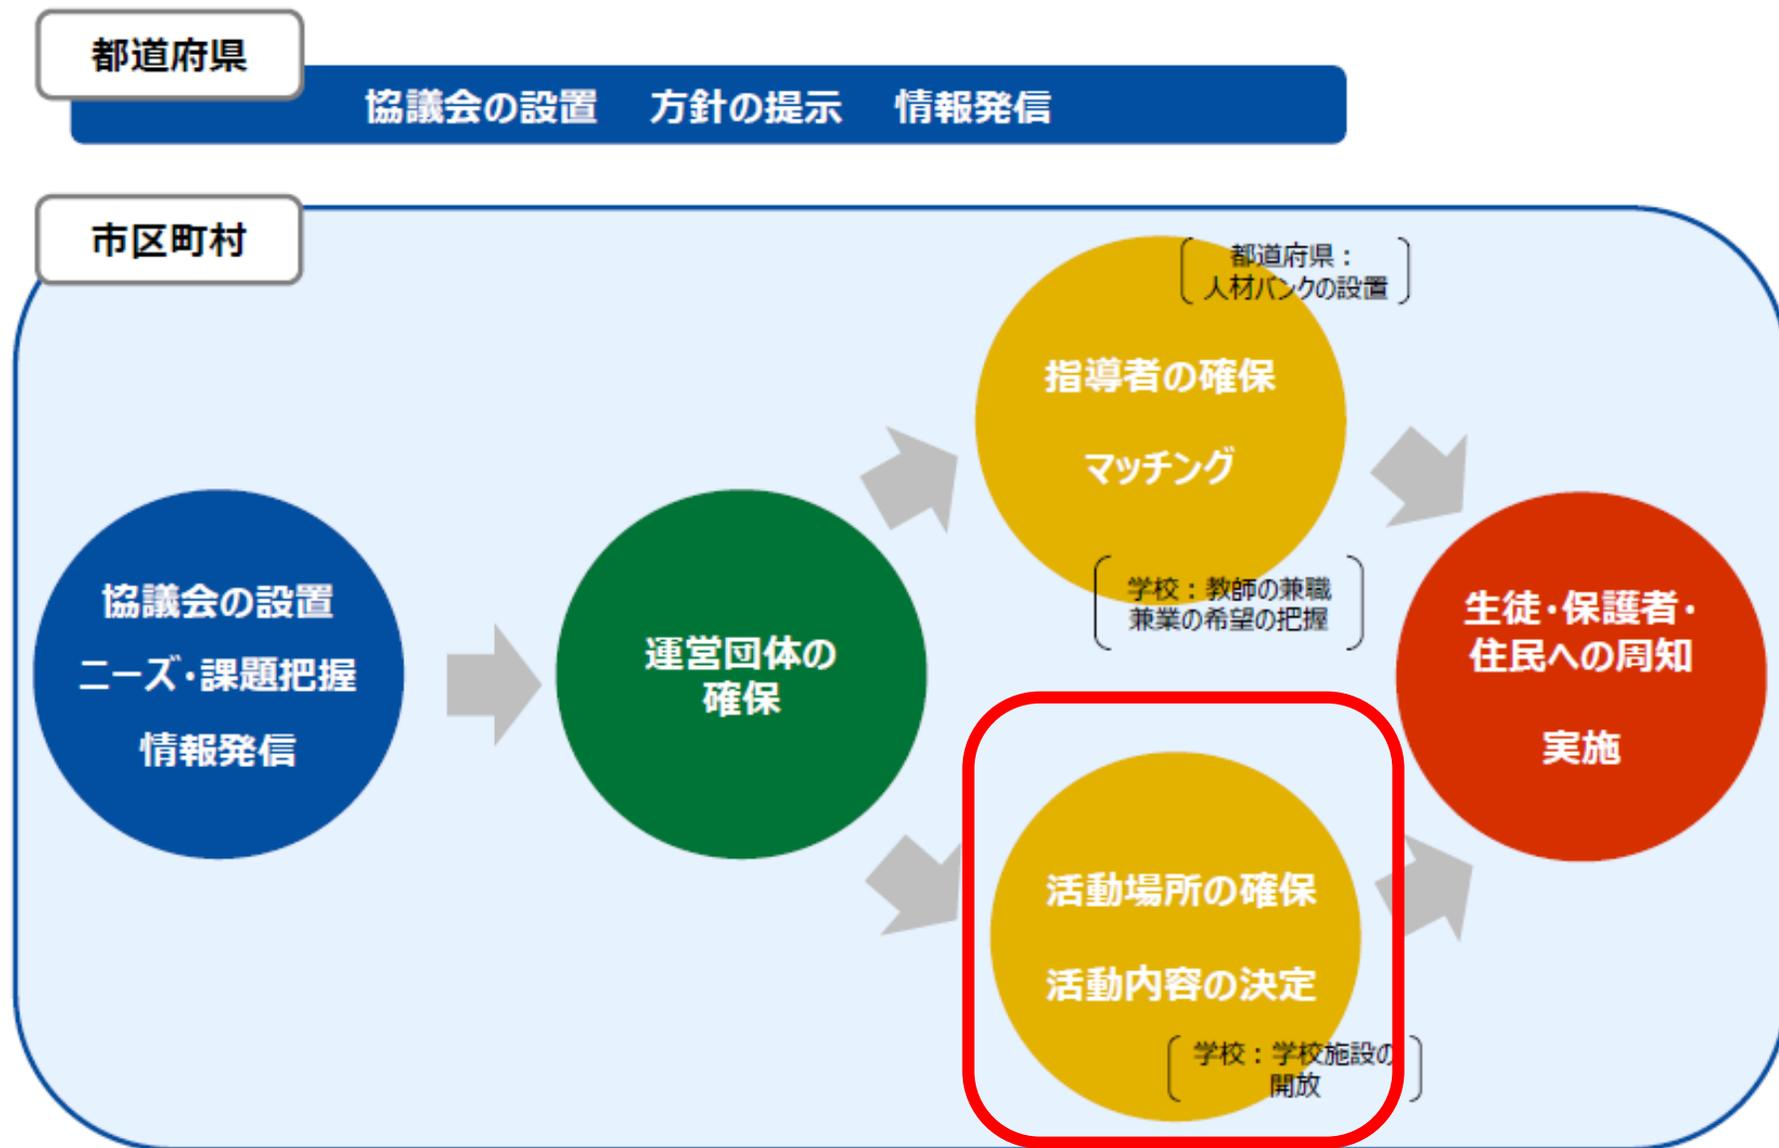 都道府県
協議会の設置　方針の提示　情報発信
市区町村
協議会の設置
ニーズ・課題把握
情報発信
運営団体の
確保
都道府県：
人材バンクの設置
指導者の確保
マッチング
学校：教師の兼職
兼業の希望の把握
活動場所の確保
活動内容の決定
学校：学校施設の
開放
生徒・保護者・
住民への周知
実施